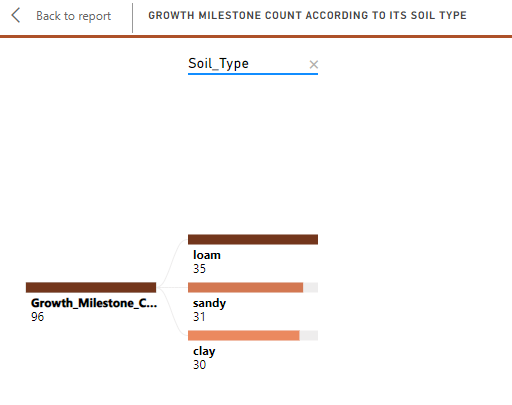 Back to report
GROWTH MILESTONE COUNT ACCORDING TO ITS SOIL TYPE
Soil_Type
loam
35
Growth_Milestone_C...
96
sandy
31
clay
30